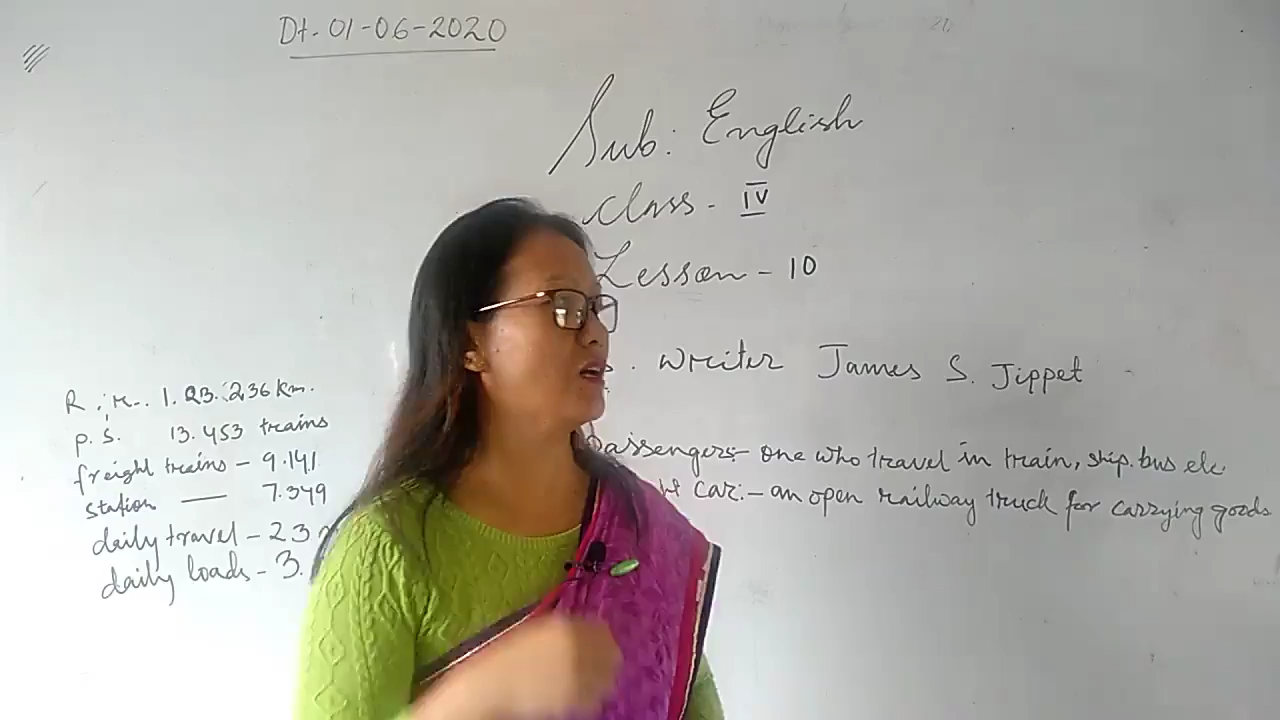 Dt. 01-06-2020
Sub: English
Class - IV
Lesson - 10
Writer James S. Jippet
Passengers - one who travel in train, ship. bus etc
car. - an open railway truck for carrying goods
R. 1. 23. 236 km.
p. s. 13. 453 trains
freight trains - 9.141
station — 7.349
daily travel - 23
daily loads - 3.